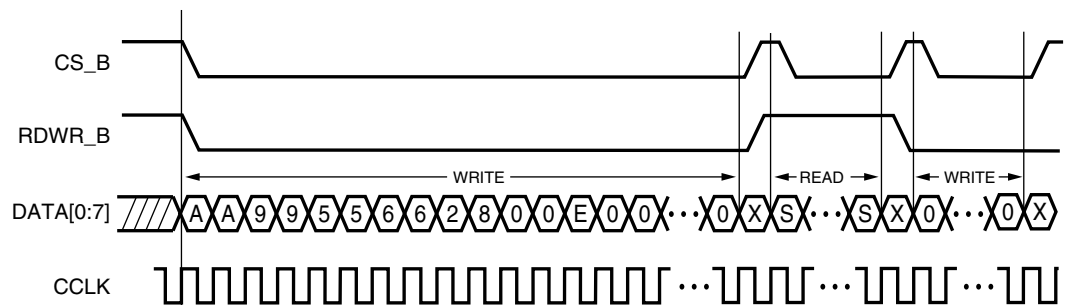 CS_B
RDWR_B
WRITE READ WRITE
DATA[0:7] A A 9 9 5 5 6 6 2 8 0 0 E 0 0 ... 0 X S ... S X 0 ... 0 X
CCLK ... ... ...